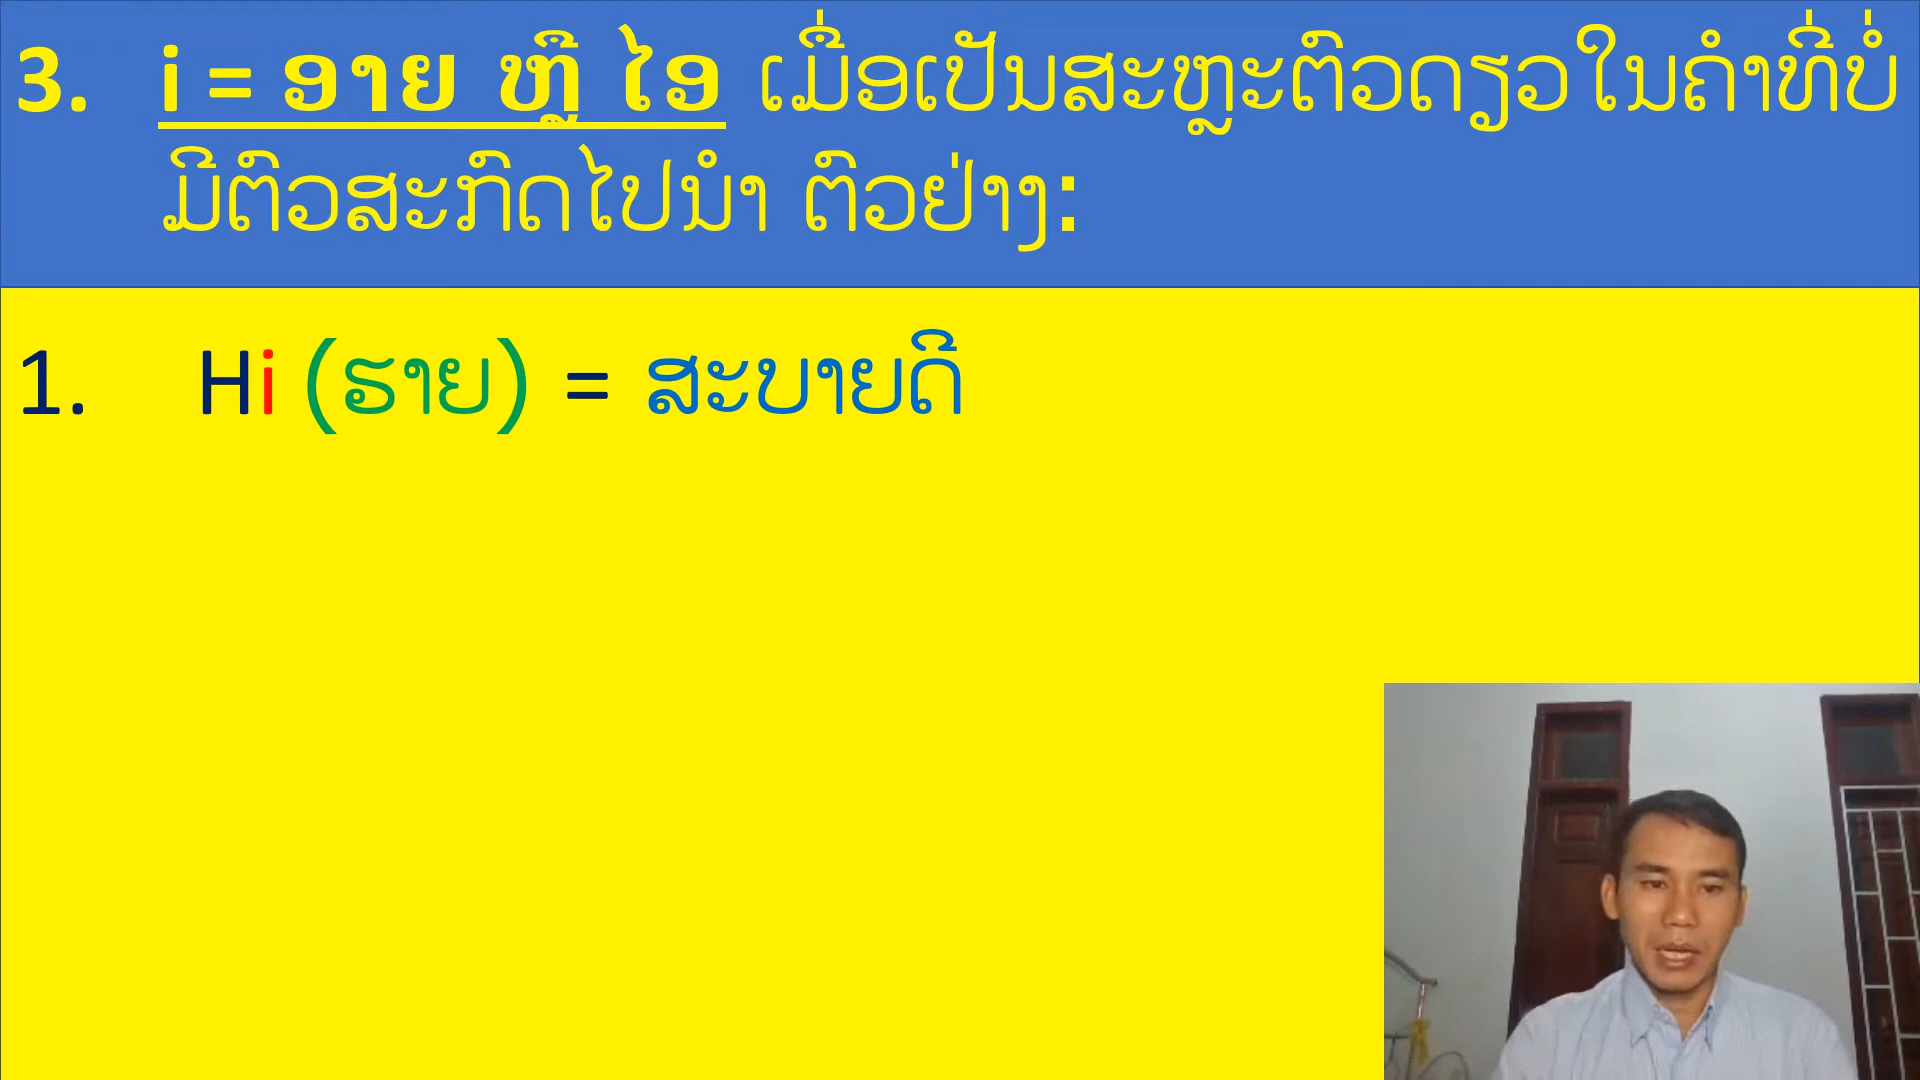 3. i = ອາຍ ຫຼື ໄອ ເມື່ອເປັນສະຫຼະຕົວດຽວໃນຄຳທີ່ບໍ່
ມີຕົວສະກົດໄປນຳ ຕົວຢ່າງ:
1. Hi (ຮາຍ) = ສະບາຍດີ